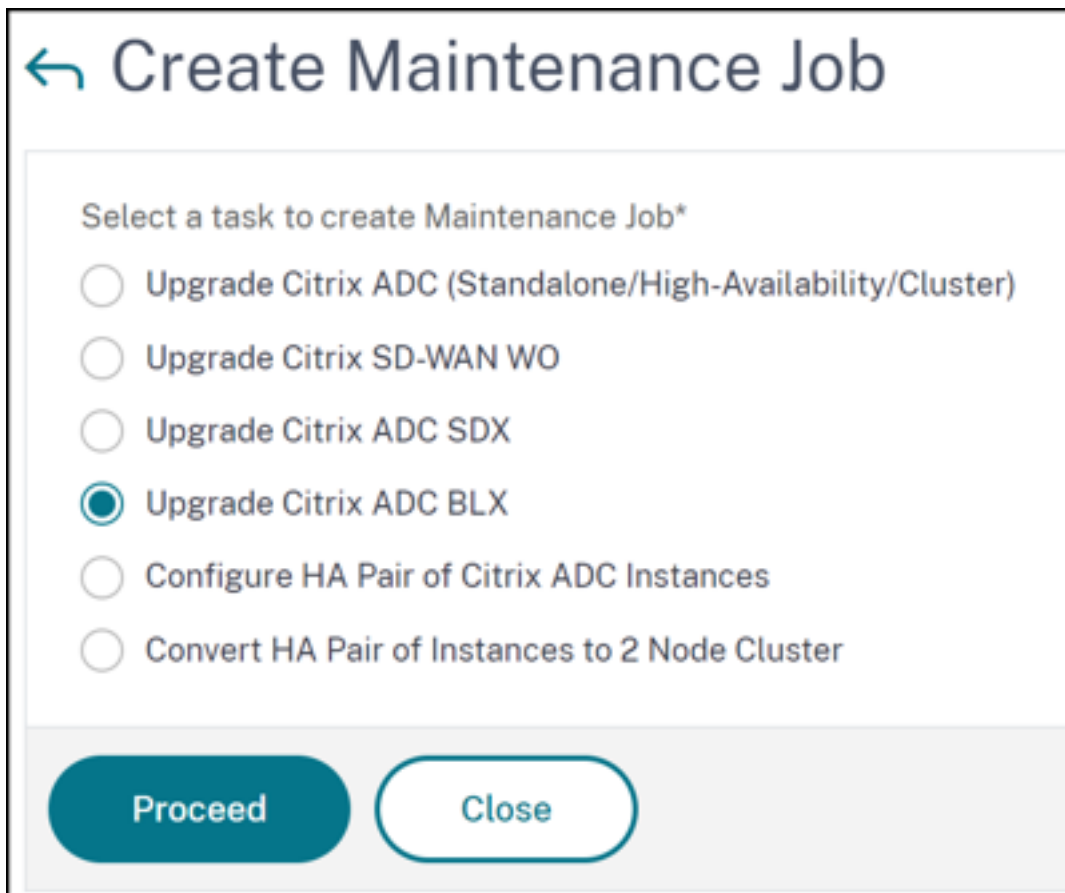 Create Maintenance Job
Select a task to create Maintenance Job*
Upgrade Citrix ADC (Standalone/High-Availability/Cluster)
Upgrade Citrix SD-WAN WO
Upgrade Citrix ADC SDX
Upgrade Citrix ADC BLX
Configure HA Pair of Citrix ADC Instances
Convert HA Pair of Instances to 2 Node Cluster
Proceed
Close